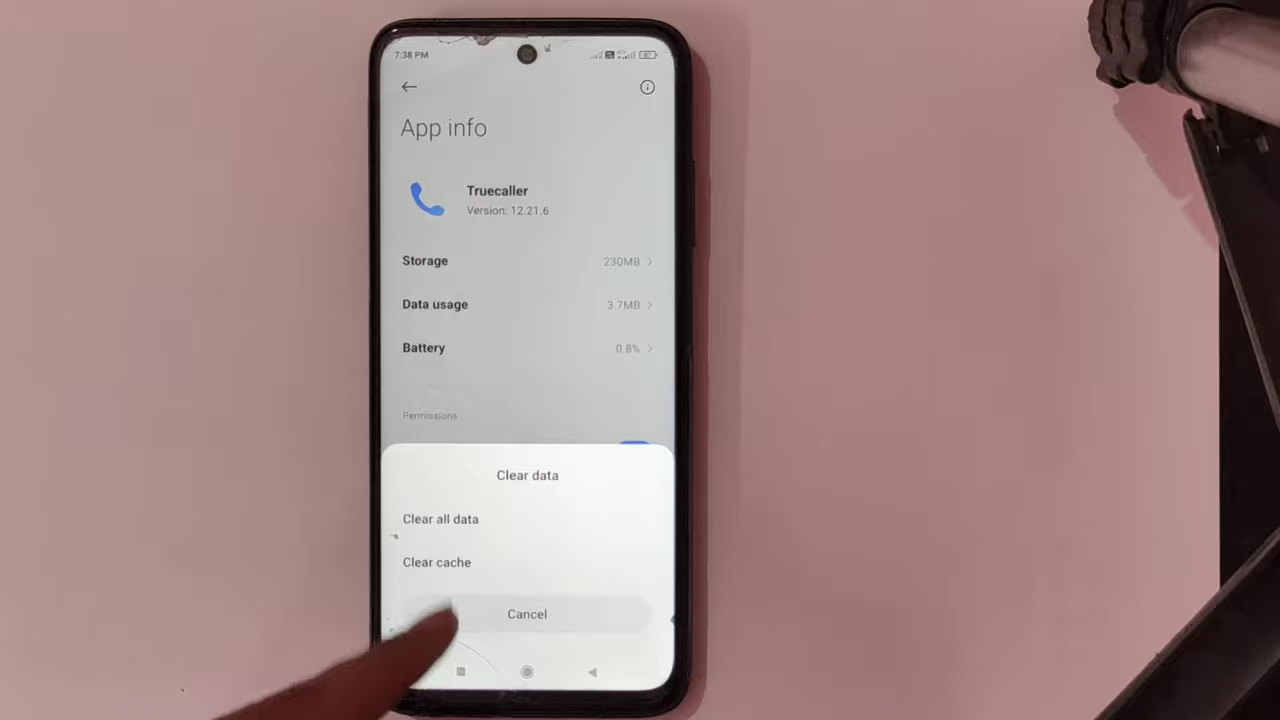 7:38 PM
App info
Truecaller
Version: 12.21.6
Storage 230MB
Data usage 3.7MB
Battery 0.8%
Permissions
Clear data
Clear all data
Clear cache
Cancel